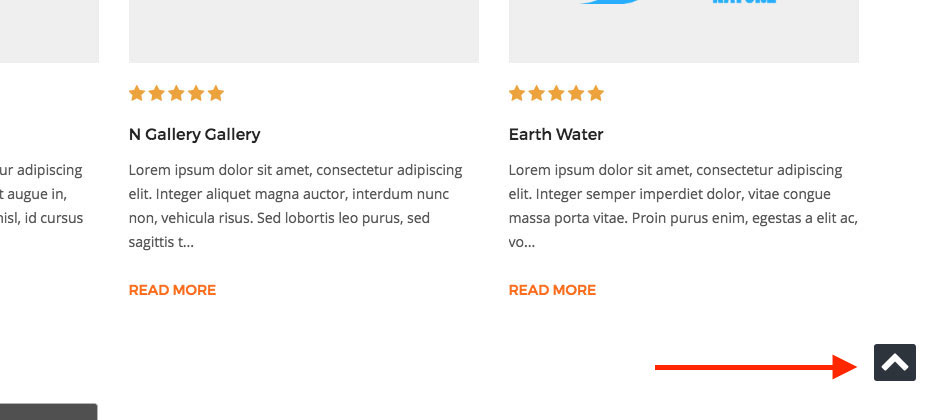 ur adipiscing
t augue in,
nisl, id cursus
N Gallery Gallery
Lorem ipsum dolor sit amet, consectetur adipiscing
elit. Integer aliquet magna auctor, interdum nunc
non, vehicula risus. Sed lobortis leo purus, sed
sagittis t...
READ MORE
NATURE
Earth Water
Lorem ipsum dolor sit amet, consectetur adipiscing
elit. Integer semper imperdiet dolor, vitae congue
massa porta vitae. Proin purus enim, egestas a elit ac,
vo...
READ MORE